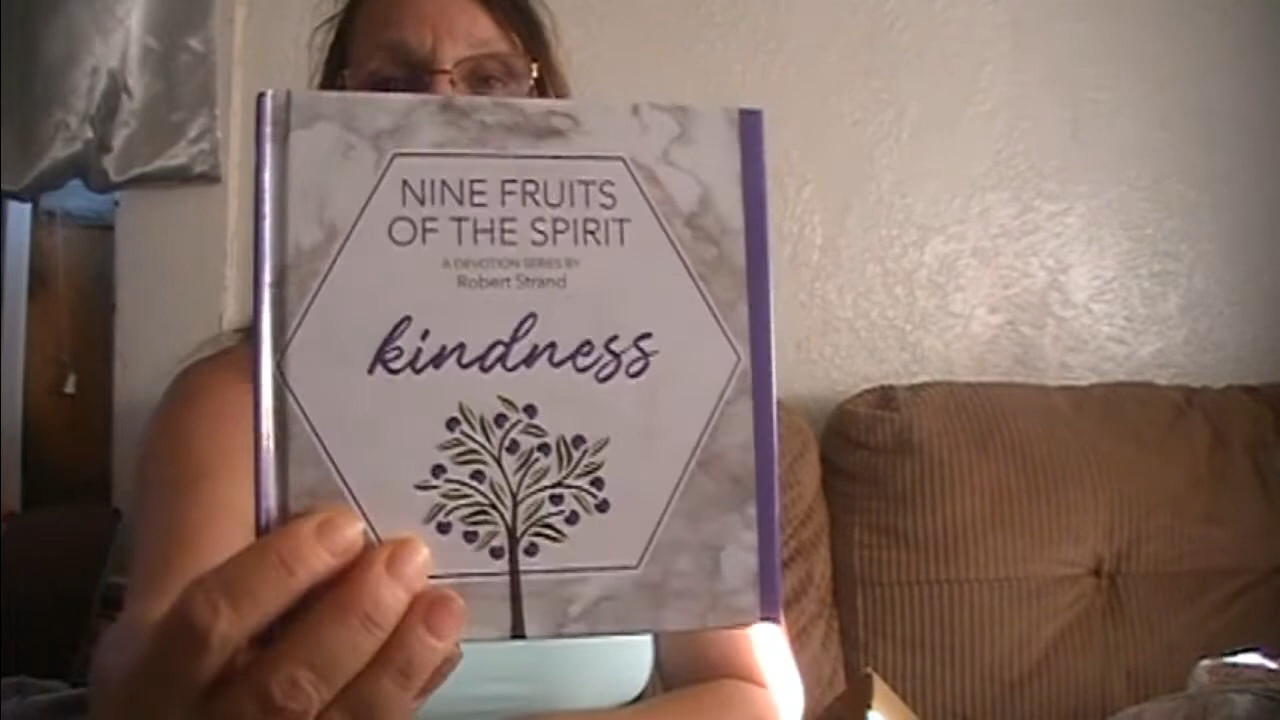 NINE FRUITS
OF THE SPIRIT
A DEVOTION SERIES BY
Robert Strand
kindness